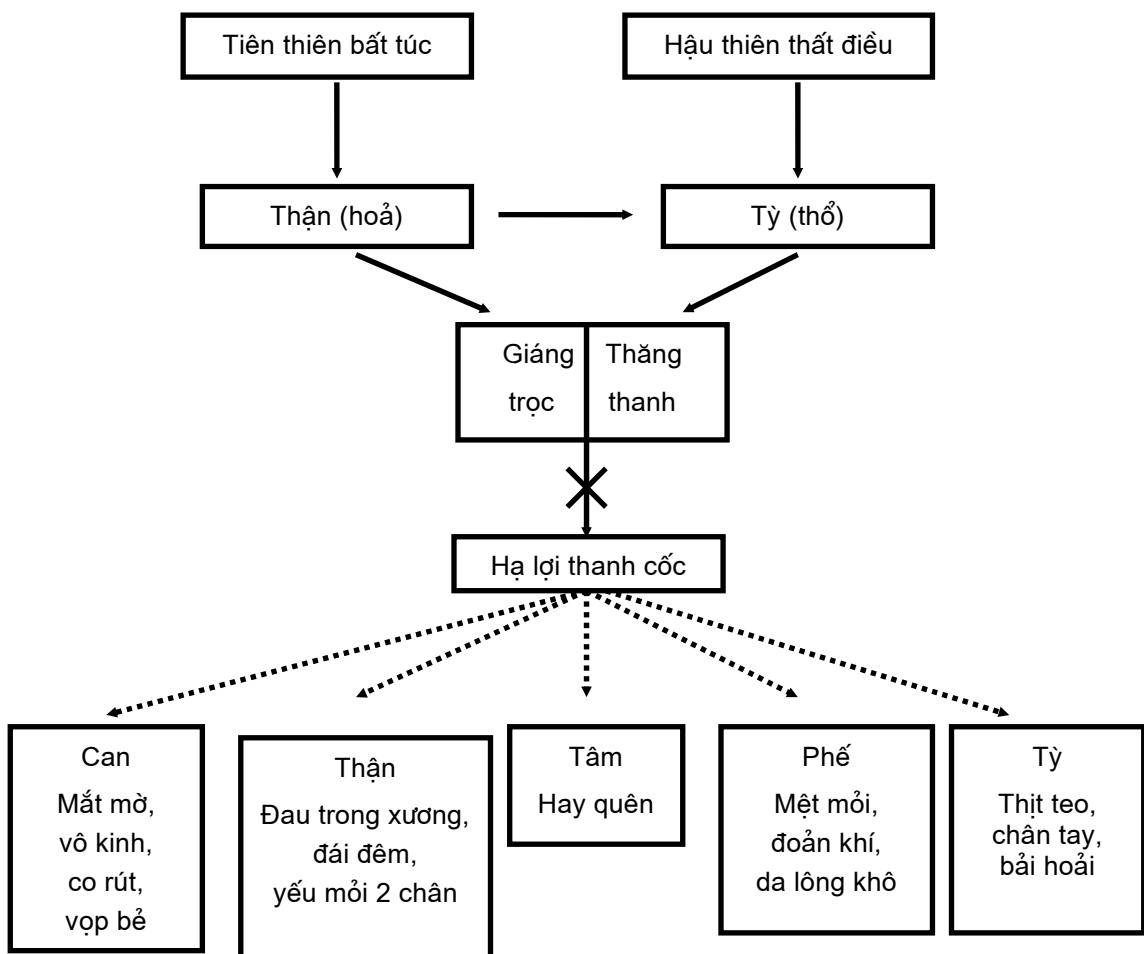 Tiên thiên bất túc
Hậu thiên thất điều
Thận (hoả)
Tỳ (thổ)
Giáng
trọc
Thăng
thanh
Hạ lợi thanh cốc
Can
Mắt mờ,
vô kinh,
co rút,
vọp bẻ
Thận
Đau trong xương,
đái đêm,
yếu mỏi 2 chân
Tâm
Hay quên
Phế
Mệt mỏi,
đoản khí,
da lông khô
Tỳ
Thịt teo,
chân tay,
bải hoải